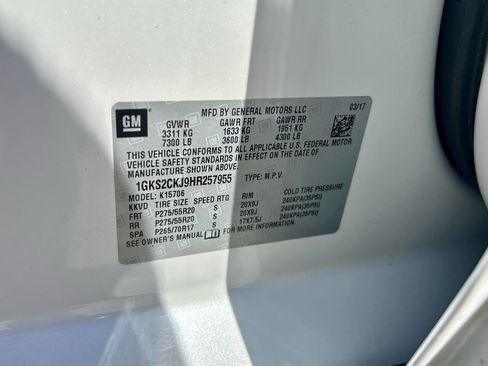 MFD BY GENERAL MOTORS LLC 03/17
GM GVWR GAWR FRT GAWR RR
3311 KG 1633 KG 1951 KG
7300 LB 3600 LB 4300 LB
THIS VEHICLE CONFORMS TO ALL APPLICABLE U.S. FEDERAL MOTOR
VEHICLE SAFETY STANDARDS IN EFFECT ON THE DATE OF
MANUFACTURE SHOWN ABOVE.
1GKS2CKJ9HR257955 TYPE: M.P.V.
MODEL: K15706
KKVD TIRE SIZE SPEED RTG RIM COLD TIRE PRESSURE
FRT P275/55R20 S 20X9J 240KPA(35PSI)
RR P275/55R20 S 20X9J 240KPA(35PSI)
SPA P265/70R17 S 17X7.5J 240KPA(35PSI)
SEE OWNER'S MANUAL FOR MORE INFORMATION.